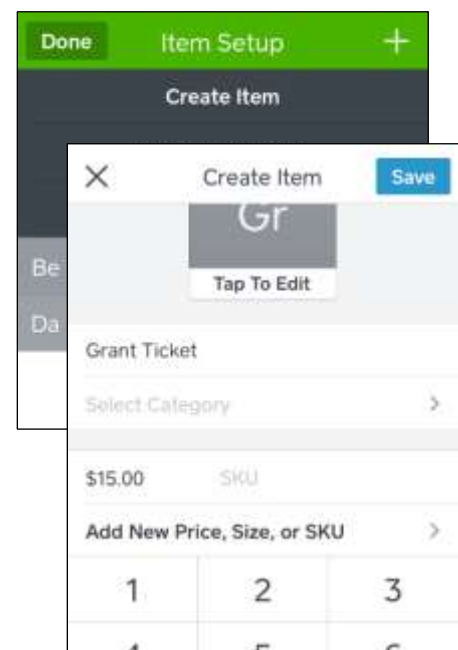 Done Item Setup +
Create Item
Be
Da
× Create Item Save
Gr
Tap To Edit
Grant Ticket
Select Category >
$15.00 SKU
Add New Price, Size, or SKU >
1 2 3